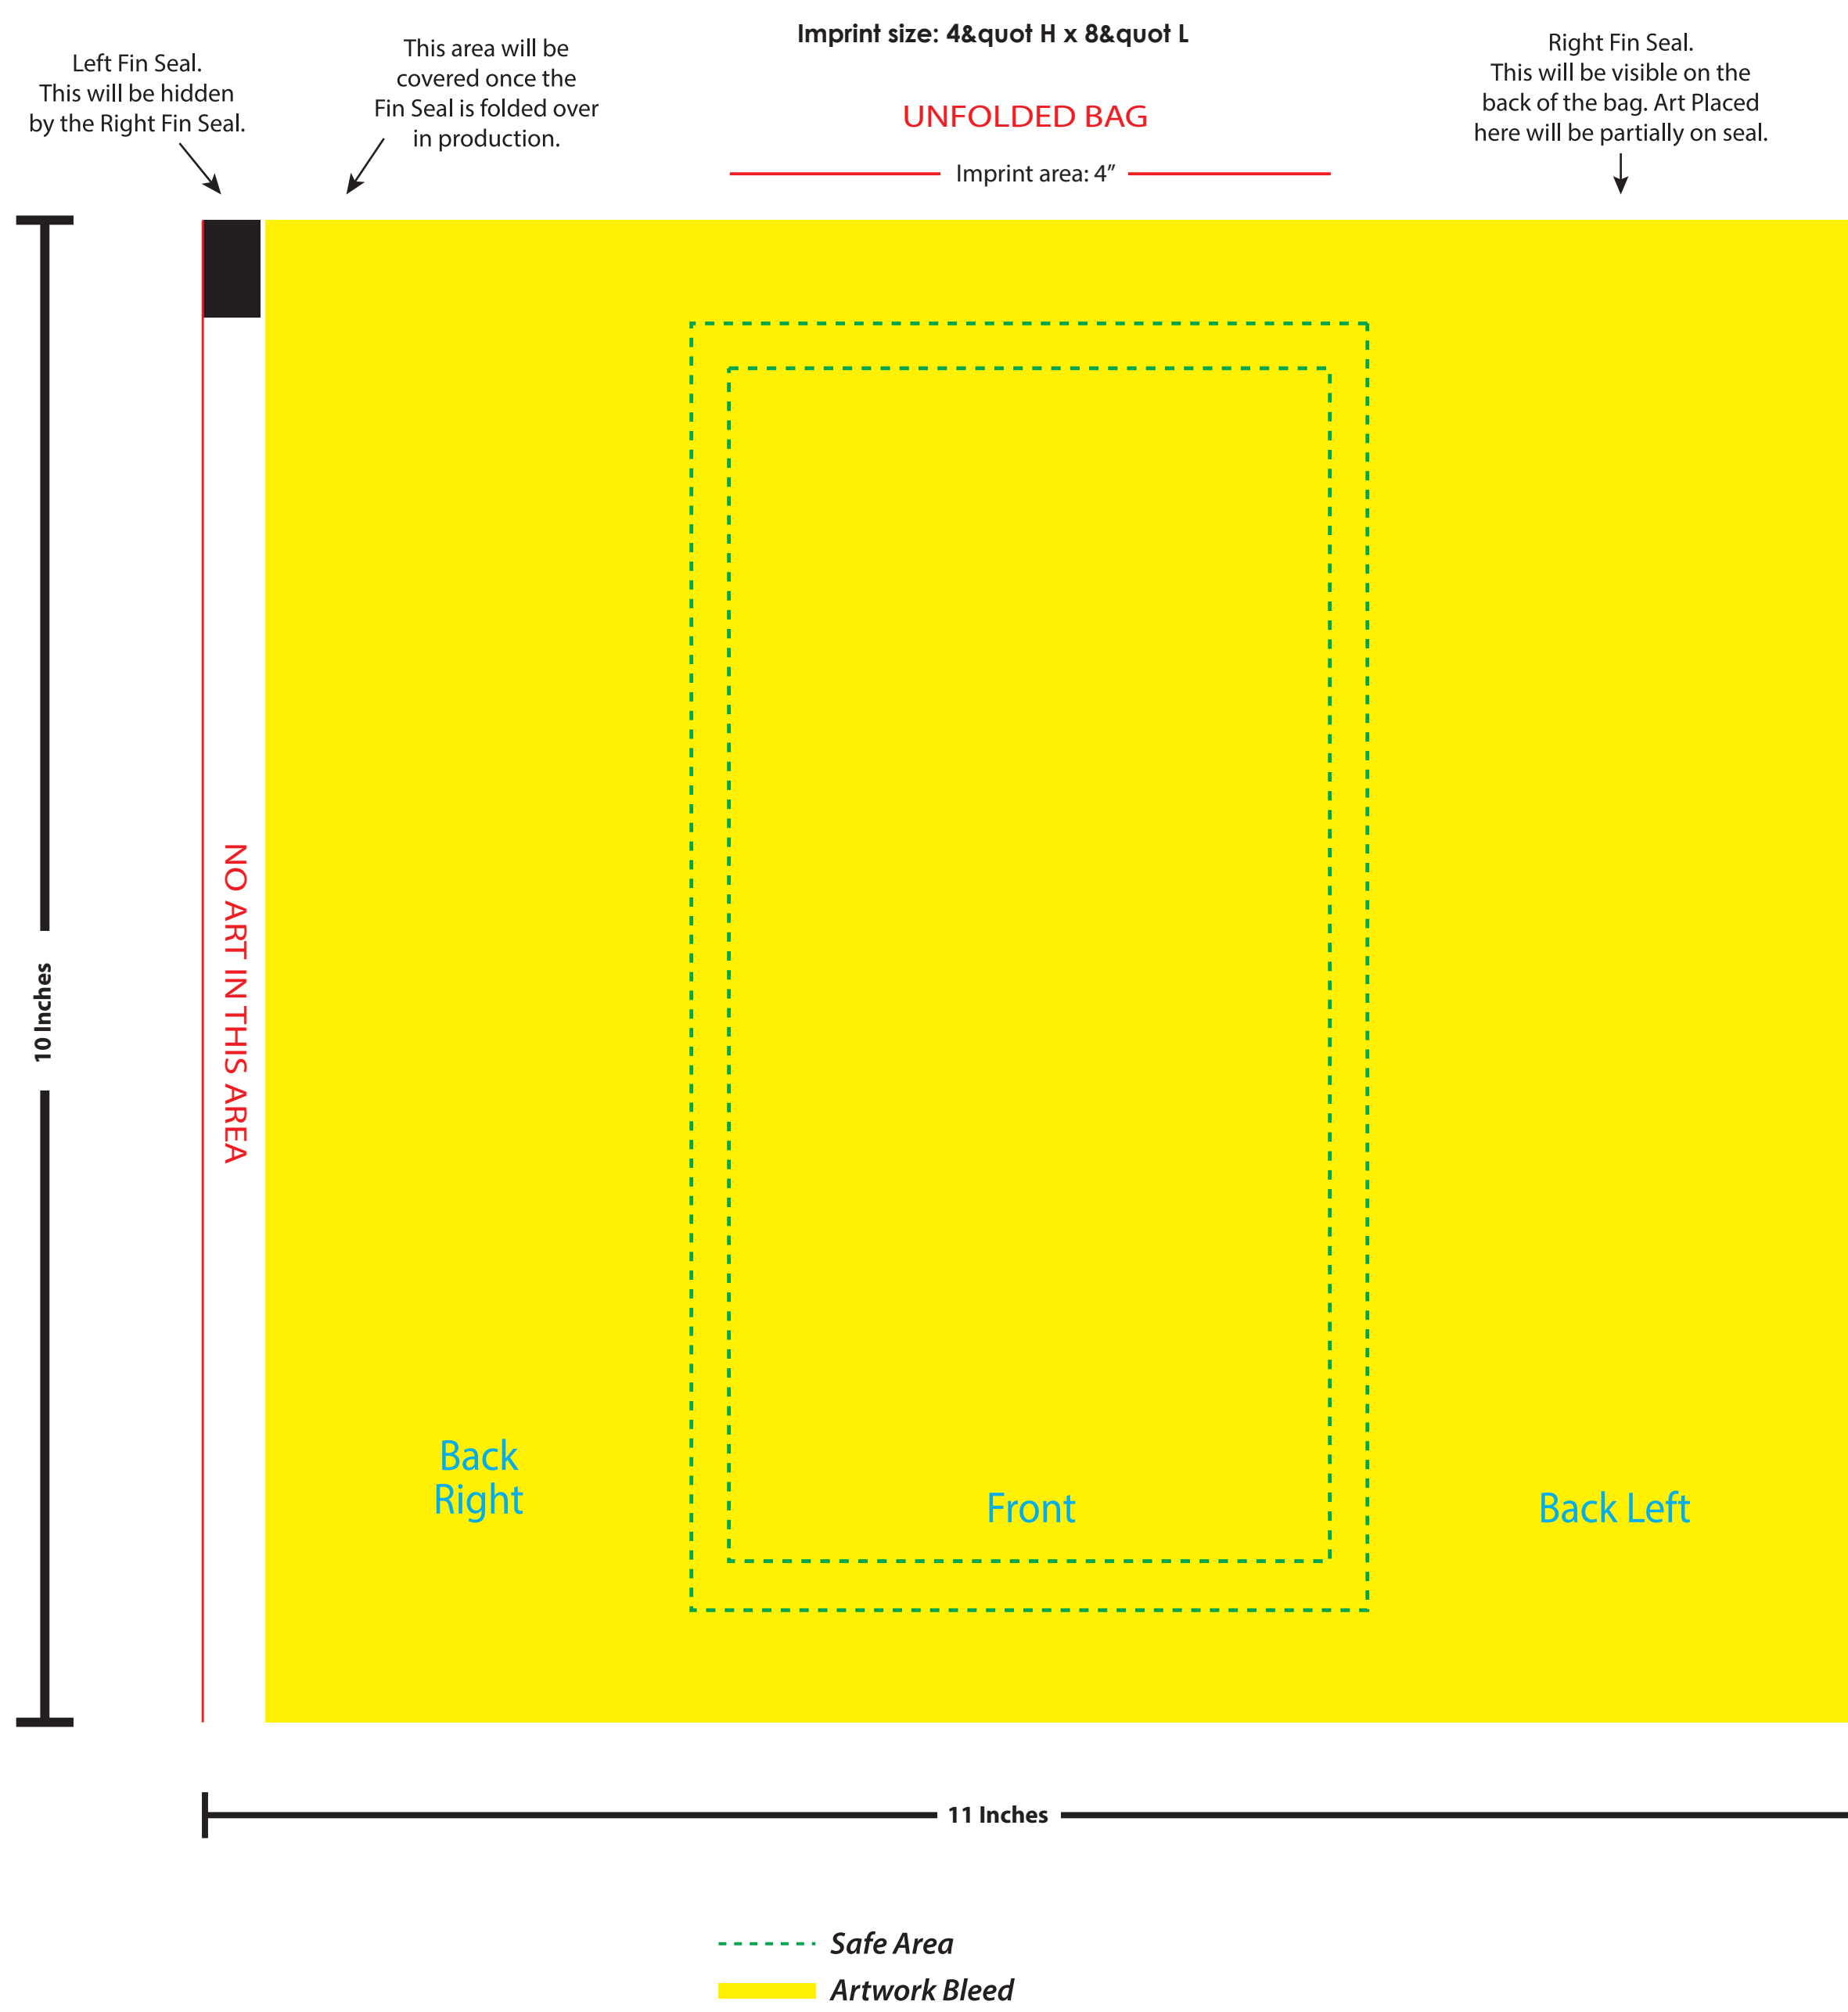 Imprint size: 4&quot H x 8&quot L
Left Fin Seal.
This will be hidden
by the Right Fin Seal.
This area will be
covered once the
Fin Seal is folded over
in production.
UNFOLDED BAG
Imprint area: 4”
Right Fin Seal.
This will be visible on the
back of the bag. Art Placed
here will be partially on seal.
10 Inches
NO ART IN THIS AREA
Back
Right
Front
Back Left
11 Inches
Safe Area
Artwork Bleed